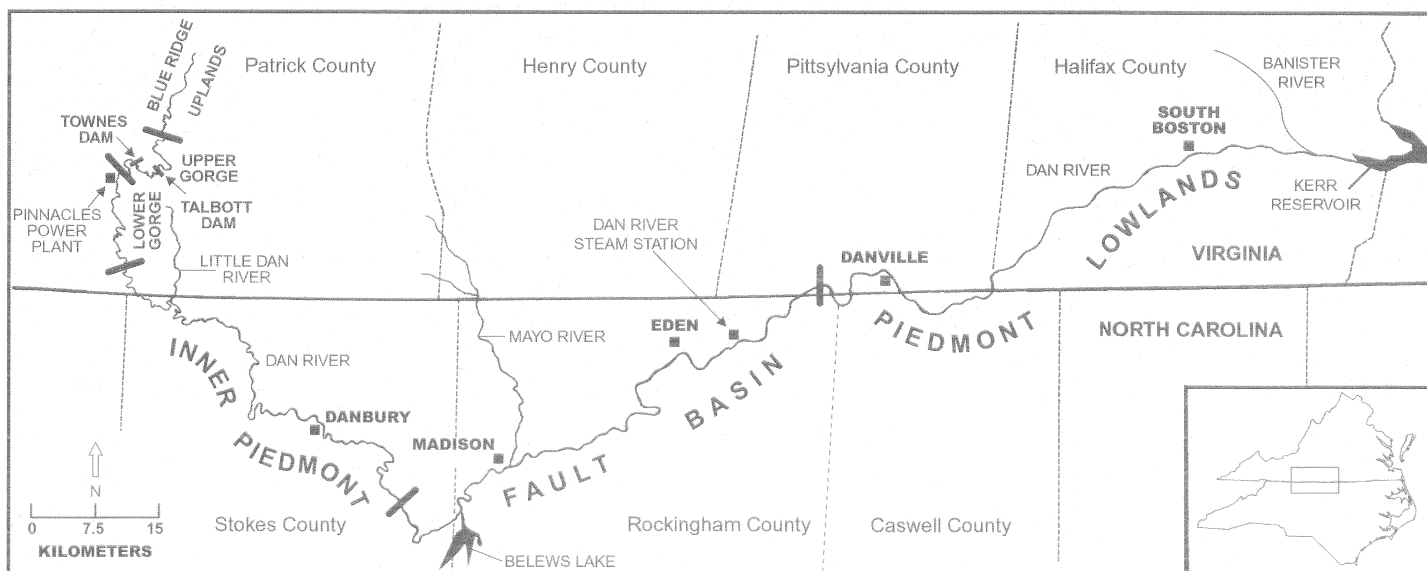 BLUE RIDGE
UPLANDS
Patrick County
Henry County
Pittsylvania County
Halifax County
BANISTER
RIVER
TOWNES
DAM
SOUTH
BOSTON
UPPER
GORGE
DAN RIVER
TALBOTT
DAM
LOWER
GORGE
PINNACLES
POWER
PLANT
KERR
RESERVOIR
LOWLANDS
DAN RIVER
STEAM STATION
LITTLE DAN
RIVER
DANVILLE
VIRGINIA
PIEDMONT
NORTH CAROLINA
EDEN
MAYO RIVER
INNER
DAN RIVER
BASIN
DANBURY
MADISON
PIEDMONT
FAULT
N
0 7.5 15
KILOMETERS
Stokes County
Rockingham County
Caswell County
BELEWS LAKE